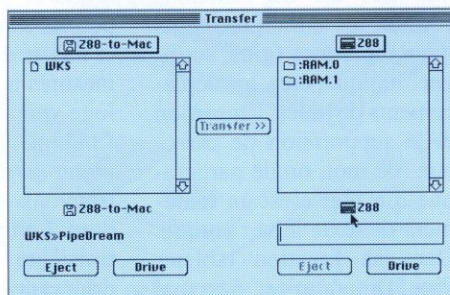 Transfer
Z88-to-Mac
Z88
WKS
:RAM.0
:RAM.1
Transfer >>
Z88-to-Mac
Z88
WKS»PipeDream
Eject
Drive
Eject
Drive